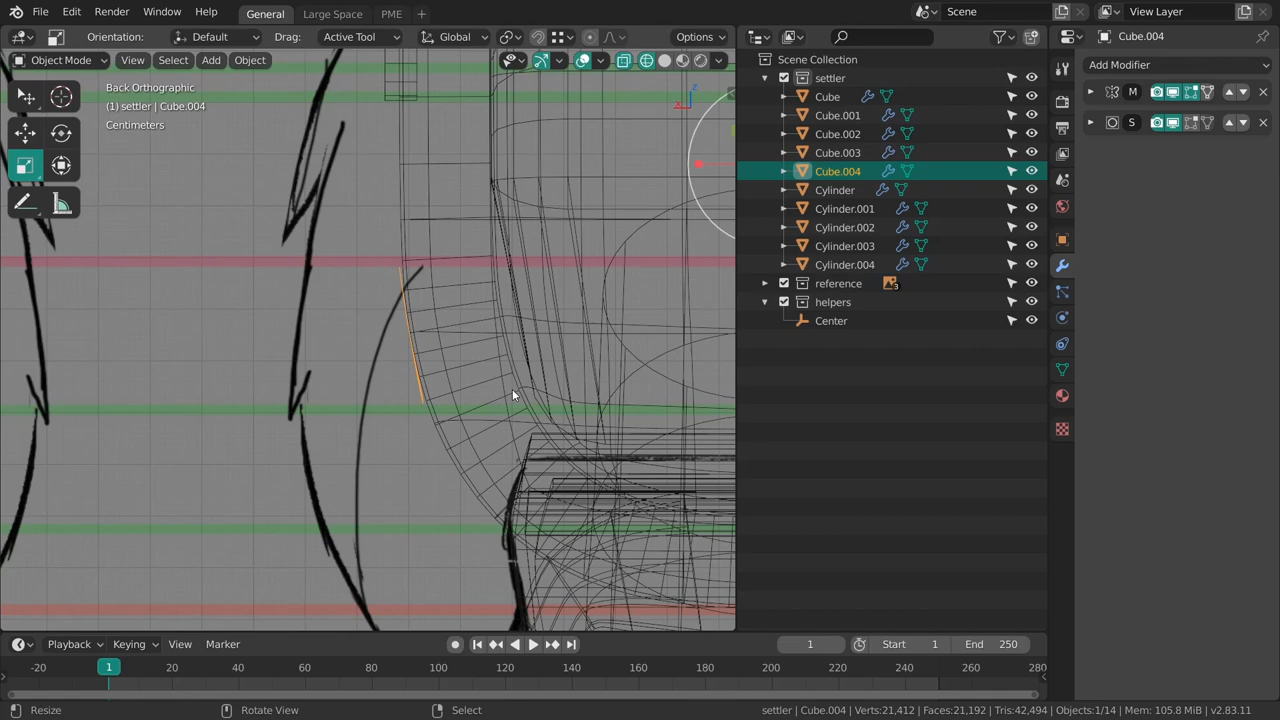 File Edit Render Window Help General Large Space PME + Scene View Layer
Orientation: Default Drag: Active Tool Global Options
Object Mode View Select Add Object
Back Orthographic
(1) settler | Cube.004
Centimeters
z
x
Scene Collection
settler
Cube
Cube.001
Cube.002
Cube.003
Cube.004
Cylinder
Cylinder.001
Cylinder.002
Cylinder.003
Cylinder.004
reference 3
helpers
Center
Cube.004
Add Modifier
M
S
Playback Keying View Marker 1 Start 1 End 250
-20 1 20 40 60 80 100 120 140 160 180 200 220 240 260 280
Resize Rotate View Select settler | Cube.004 | Verts:21,412 | Faces:21,192 | Tris:42,494 | Objects:1/14 | Mem: 105.8 MiB | v2.83.11